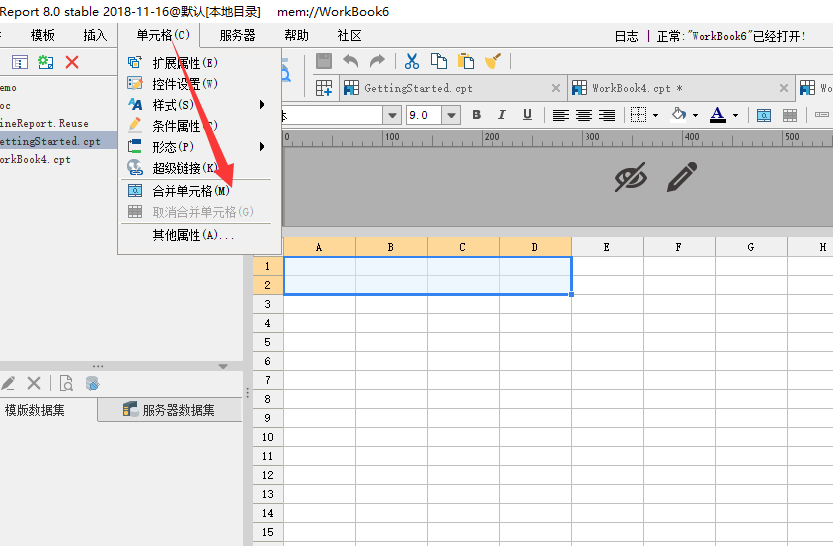 Report 8.0 stable 2018-11-16@默认[本地目录] mem://WorkBook6
模板 插入 单元格(C) 服务器 帮助 社区 日志 | 正常:"WorkBook6"已经打开!
扩展属性(E)
控件设置(W)
样式(S)
条件属性
形态(P)
超级链接(K)
合并单元格(M)
取消合并单元格(G)
其他属性(A)...
emo
oc
ineReport.Reuse
ettingStarted.cpt
orkBook4.cpt
GettingStarted.cpt WorkBook4.cpt * Wo
9.0 B I U A
0 100 200 300 400 500
A B C D E F G H
1
2
3
4
5
6
7
8
9
10
11
12
13
14
15
模版数据集 服务器数据集